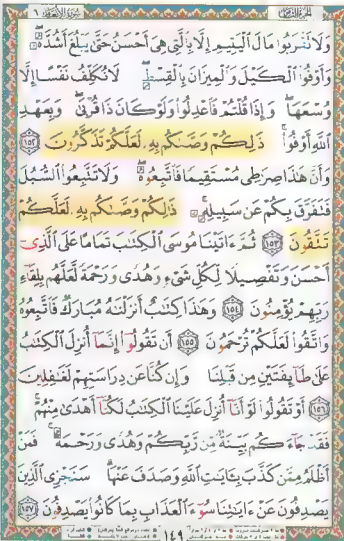 سورة الأنعام ٦
الجزء الثامن
وَلَا تَقْرَبُوا۟ مَالَ ٱلْيَتِيمِ إِلَّا بِٱلَّتِى هِىَ أَحْسَنُ حَتَّىٰ يَبْلُغَ أَشُدَّهُۥ
وَأَوْفُوا۟ ٱلْكَيْلَ وَٱلْمِيزَانَ بِٱلْقِسْطِ لَا نُكَلِّفُ نَفْسًا إِلَّا
وُسْعَهَا وَإِذَا قُلْتُمْ فَٱعْدِلُوا۟ وَلَوْ كَانَ ذَا قُرْبَىٰ وَبِعَهْدِ
ٱللَّهِ أَوْفُوا۟ ذَٰلِكُمْ وَصَّىٰكُم بِهِۦ لَعَلَّكُمْ تَذَكَّرُونَ ١٥٢
وَأَنَّ هَٰذَا صِرَٰطِى مُسْتَقِيمًا فَٱتَّبِعُوهُ وَلَا تَتَّبِعُوا۟ ٱلسُّبُلَ
فَتَفَرَّقَ بِكُمْ عَن سَبِيلِهِۦ ذَٰلِكُمْ وَصَّىٰكُم بِهِۦ لَعَلَّكُمْ
تَتَّقُونَ ١٥٣ ثُمَّ ءَاتَيْنَا مُوسَى ٱلْكِتَٰبَ تَمَامًا عَلَى ٱلَّذِىٓ
أَحْسَنَ وَتَفْصِيلًا لِّكُلِّ شَىْءٍ وَهُدًى وَرَحْمَةً لَّعَلَّهُم بِلِقَآءِ
رَبِّهِمْ يُؤْمِنُونَ ١٥٤ وَهَٰذَا كِتَٰبٌ أَنزَلْنَٰهُ مُبَارَكٌ فَٱتَّبِعُوهُ
وَٱتَّقُوا۟ لَعَلَّكُمْ تُرْحَمُونَ ١٥٥ أَن تَقُولُوٓا۟ إِنَّمَآ أُنزِلَ ٱلْكِتَٰبُ
عَلَىٰ طَآئِفَتَيْنِ مِن قَبْلِنَا وَإِن كُنَّا عَن دِرَاسَتِهِمْ لَغَٰفِلِينَ
١٥٦ أَوْ تَقُولُوا۟ لَوْ أَنَّآ أُنزِلَ عَلَيْنَا ٱلْكِتَٰبُ لَكُنَّآ أَهْدَىٰ مِنْهُمْ
فَقَدْ جَآءَكُم بَيِّنَةٌ مِّن رَّبِّكُمْ وَهُدًى وَرَحْمَةٌ فَمَنْ
أَظْلَمُ مِمَّن كَذَّبَ بِـَٔايَٰتِ ٱللَّهِ وَصَدَفَ عَنْهَا سَنَجْزِى ٱلَّذِينَ
يَصْدِفُونَ عَنْ ءَايَٰتِنَا سُوٓءَ ٱلْعَذَابِ بِمَا كَانُوا۟ يَصْدِفُونَ ١٥٧
١٤٩